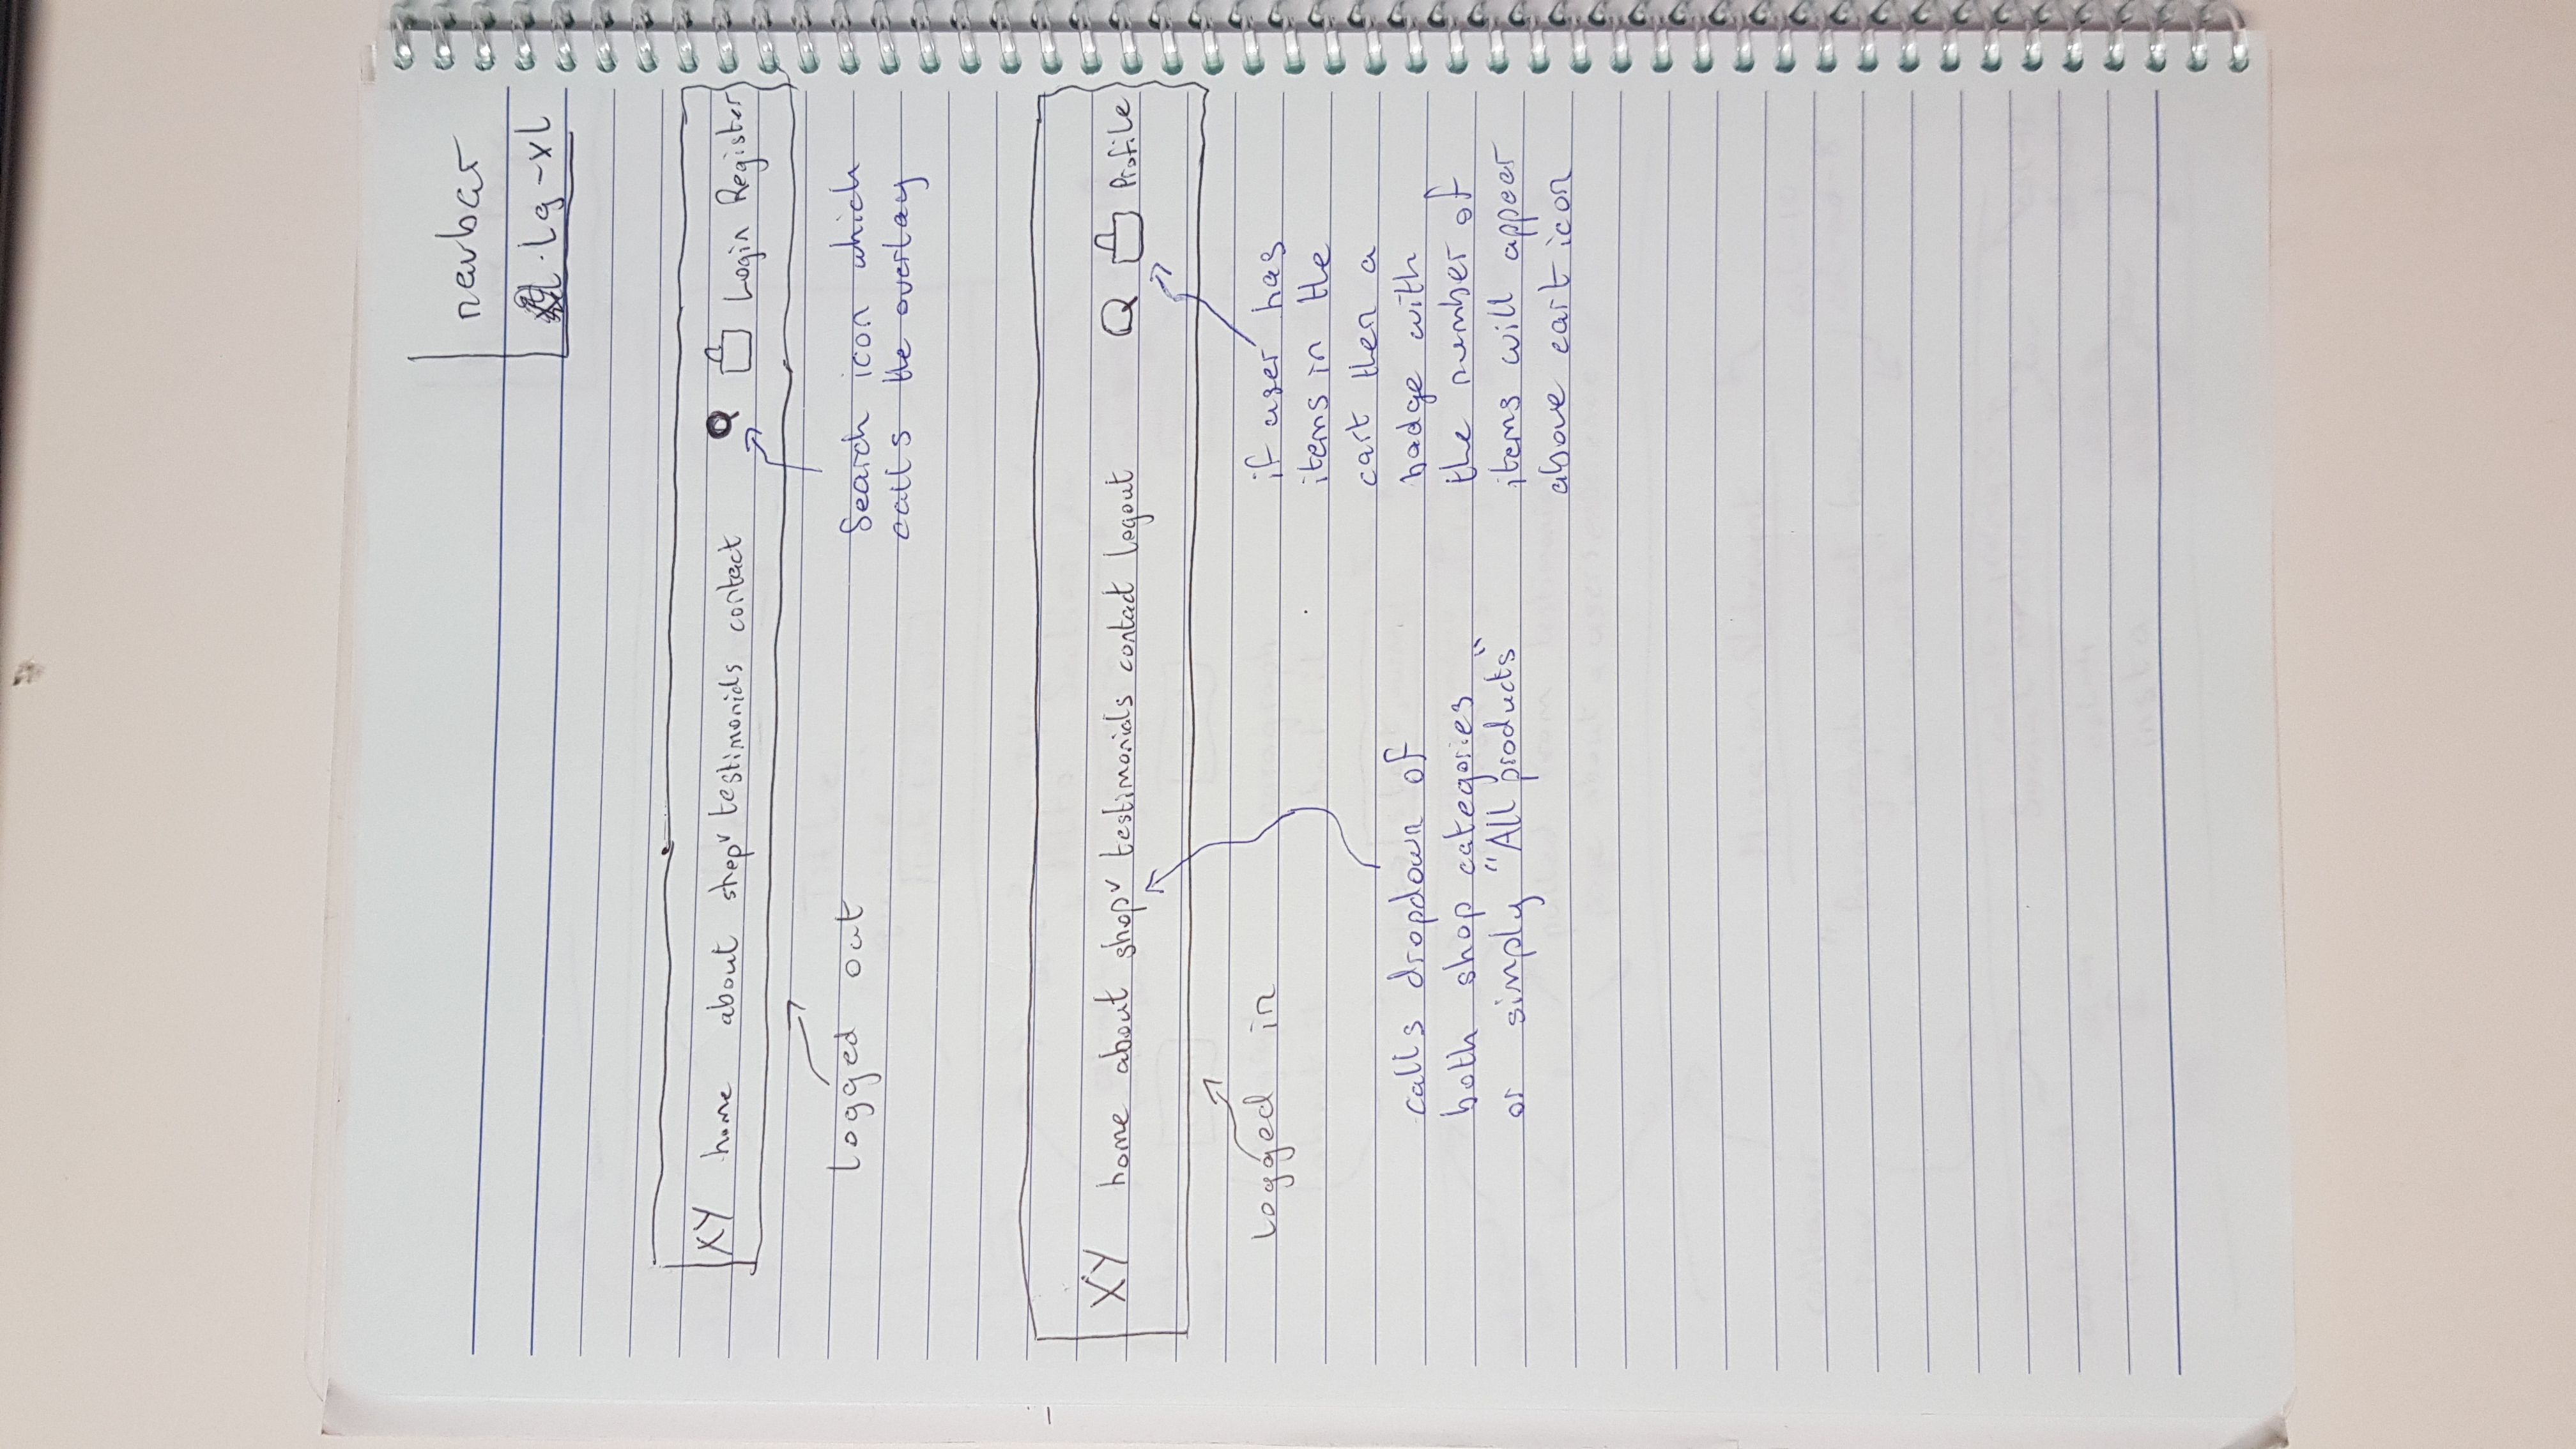 navbar
lg-xl
XY home about shop testimonials contact Login Register
logged out
Search icon which
calls the overlay
XY home about shop testimonials contact logout Profile
logged in
if user has
items in the
cart then a
badge with
the number of
items will appear
above cart icon
calls dropdown of
both shop categories
or simply "All products"